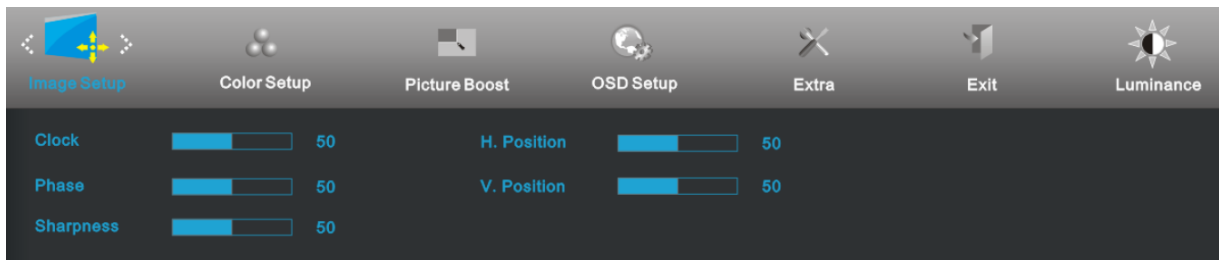 Image Setup Color Setup Picture Boost OSD Setup Extra Exit Luminance
Clock 50 H. Position 50
Phase 50 V. Position 50
Sharpness 50